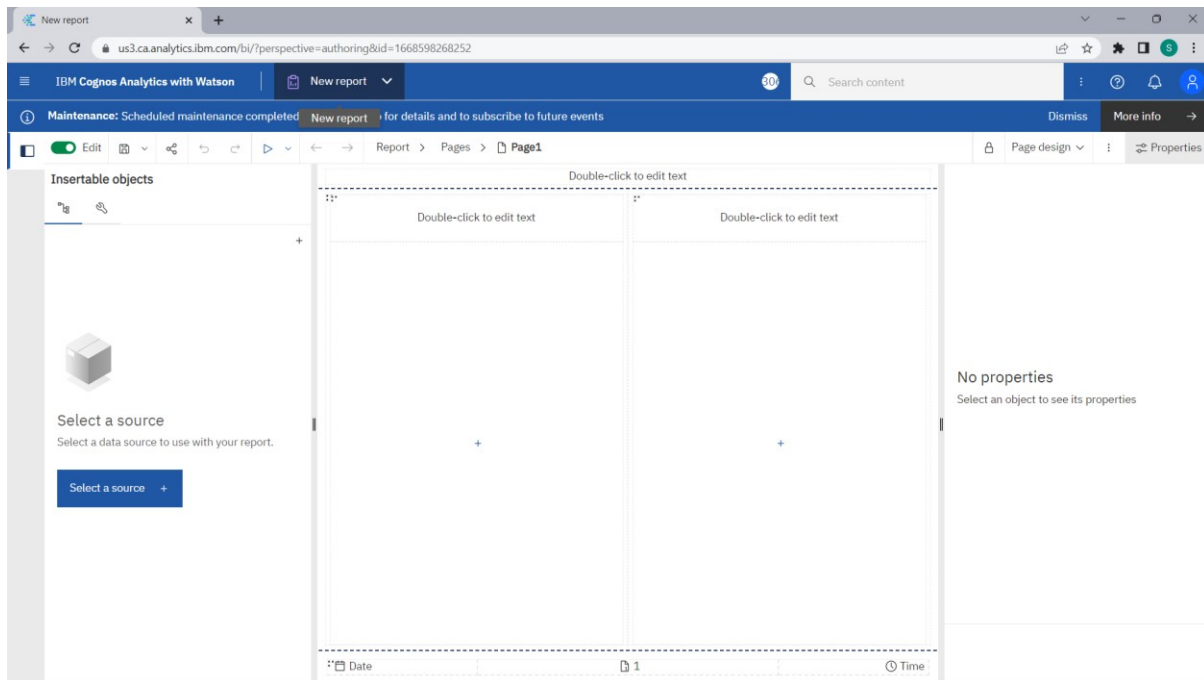 New report
us3.ca.analytics.ibm.com/bi/?perspective=authoring&id=1668598268252
S
IBM Cognos Analytics with Watson
New report
30
Search content
Maintenance: Scheduled maintenance completed
New report
for details and to subscribe to future events
Dismiss
More info
Edit
Report > Pages > Page1
Page design
Properties
Insertable objects
Double-click to edit text
Double-click to edit text
Double-click to edit text
Select a source
Select a data source to use with your report.
Select a source +
No properties
Select an object to see its properties
Date
1
Time